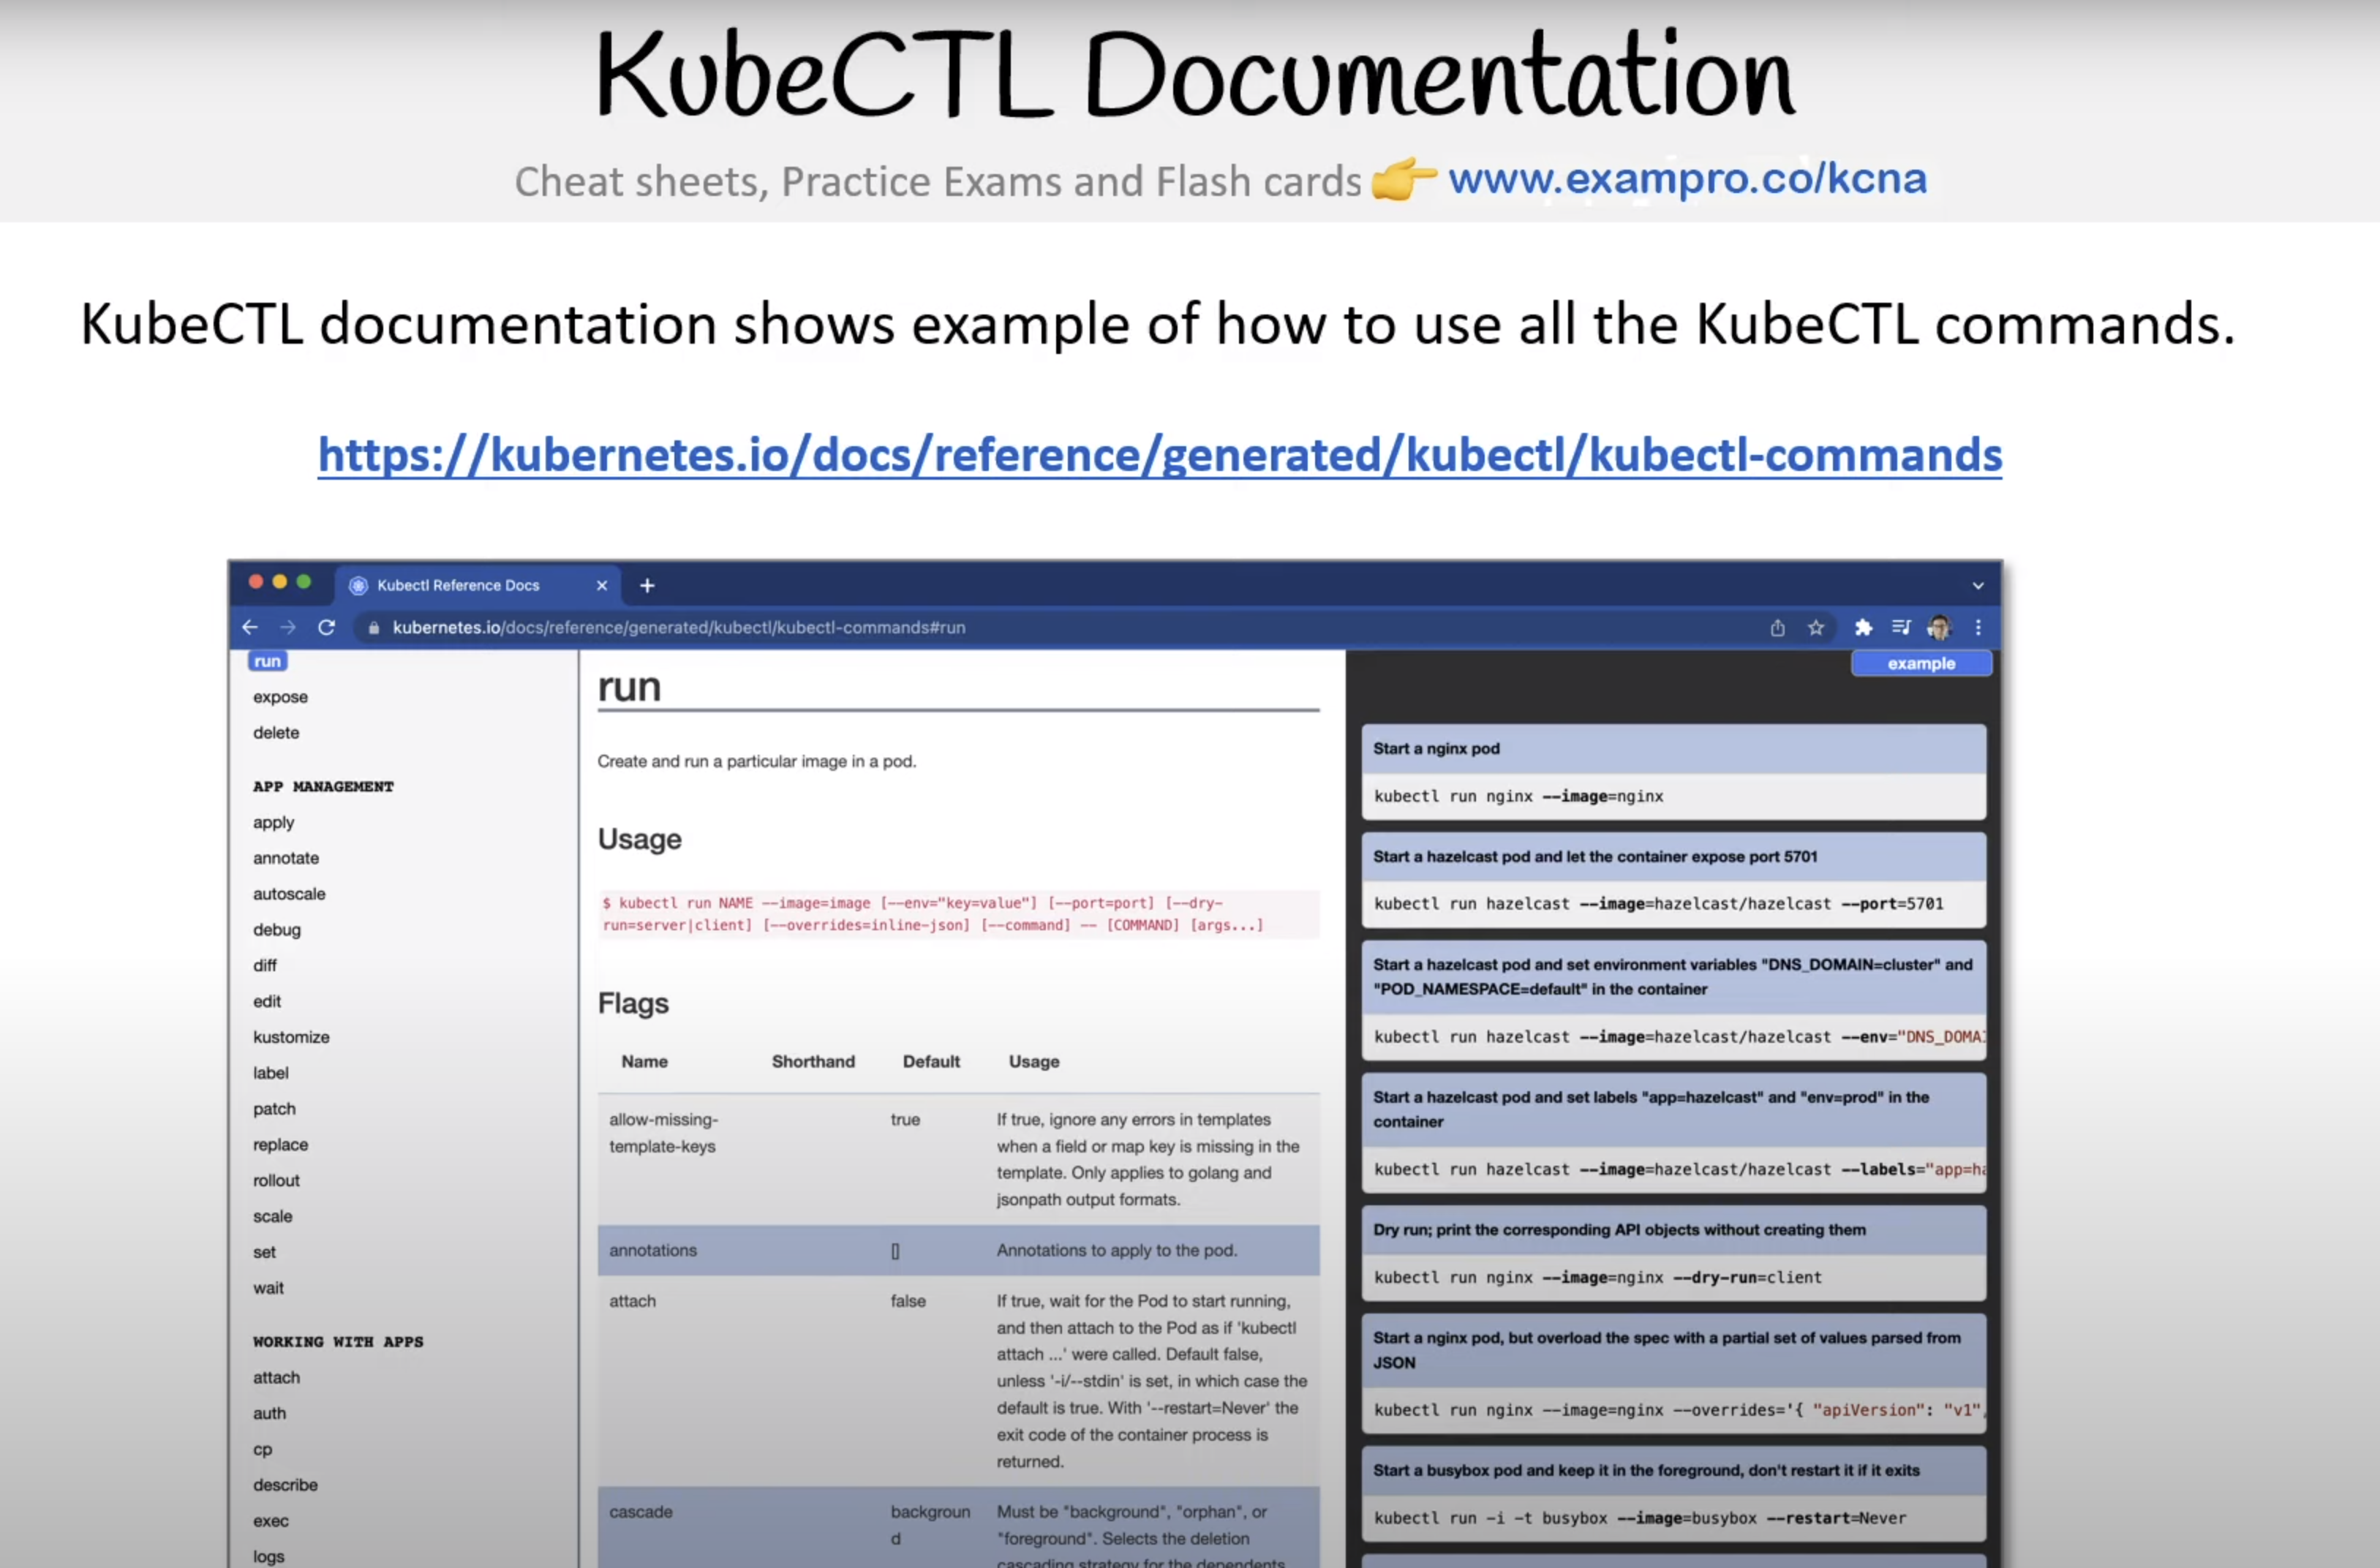 KubeCTL Documentation
Cheat sheets, Practice Exams and Flash cards 👉 www.exampro.co/kcna
KubeCTL documentation shows example of how to use all the KubeCTL commands.
https://kubernetes.io/docs/reference/generated/kubectl/kubectl-commands
Kubectl Reference Docs
kubernetes.io/docs/reference/generated/kubectl/kubectl-commands#run
run
expose
delete
APP MANAGEMENT
apply
annotate
autoscale
debug
diff
edit
kustomize
label
patch
replace
rollout
scale
set
wait
WORKING WITH APPS
attach
auth
cp
describe
exec
logs
run
Create and run a particular image in a pod.
Usage
$ kubectl run NAME --image=image [--env="key=value"] [--port=port] [--dry-
run=server|client] [--overrides=inline-json] [--command] -- [COMMAND] [args...]
Flags
Name Shorthand Default Usage
allow-missing- true If true, ignore any errors in templates
template-keys when a field or map key is missing in the
template. Only applies to golang and
jsonpath output formats.
annotations [] Annotations to apply to the pod.
attach false If true, wait for the Pod to start running,
and then attach to the Pod as if 'kubectl
attach ...' were called. Default false,
unless '-i/--stdin' is set, in which case the
default is true. With '--restart=Never' the
exit code of the container process is
returned.
cascade backgroun Must be "background", "orphan", or
d "foreground". Selects the deletion
cascading strategy for the dependents
example
Start a nginx pod
kubectl run nginx --image=nginx
Start a hazelcast pod and let the container expose port 5701
kubectl run hazelcast --image=hazelcast/hazelcast --port=5701
Start a hazelcast pod and set environment variables "DNS_DOMAIN=cluster" and
"POD_NAMESPACE=default" in the container
kubectl run hazelcast --image=hazelcast/hazelcast --env="DNS_DOMA
Start a hazelcast pod and set labels "app=hazelcast" and "env=prod" in the
container
kubectl run hazelcast --image=hazelcast/hazelcast --labels="app=ha
Dry run; print the corresponding API objects without creating them
kubectl run nginx --image=nginx --dry-run=client
Start a nginx pod, but overload the spec with a partial set of values parsed from
JSON
kubectl run nginx --image=nginx --overrides='{ "apiVersion": "v1",
Start a busybox pod and keep it in the foreground, don't restart it if it exits
kubectl run -i -t busybox --image=busybox --restart=Never